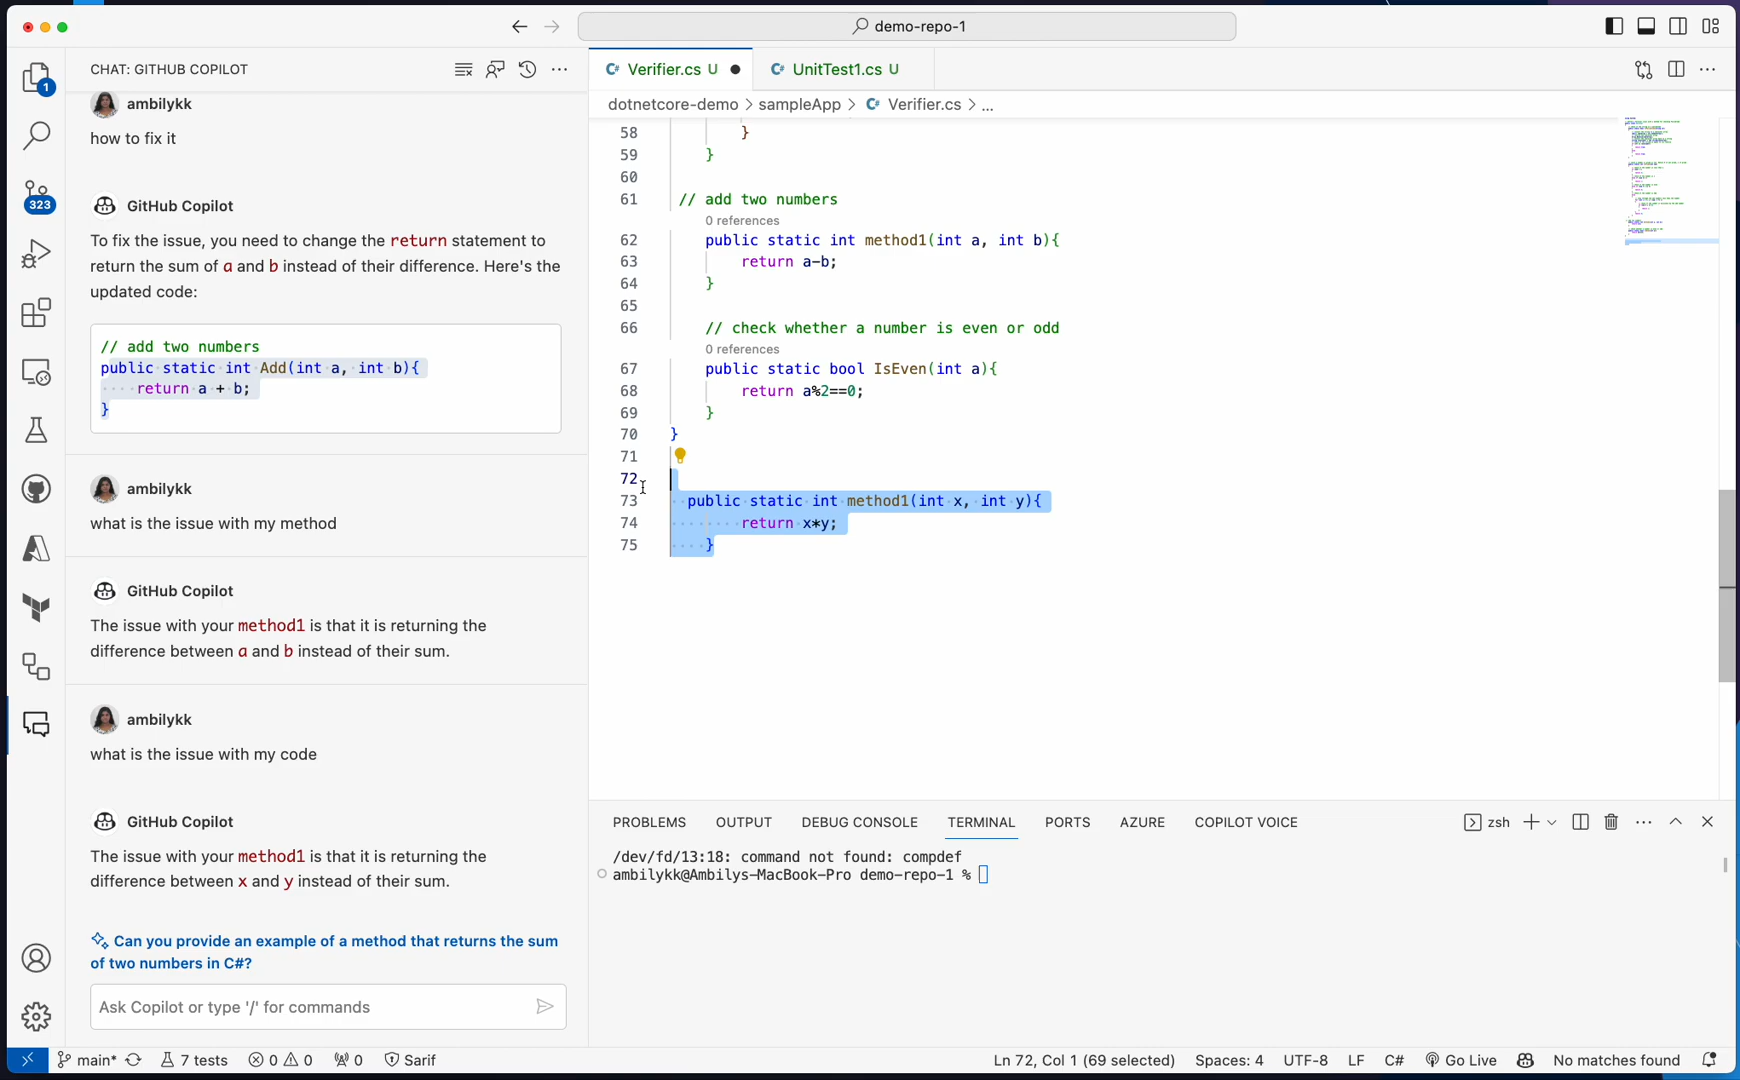 demo-repo-1
1
323
CHAT: GITHUB COPILOT
ambilykk
how to fix it
GitHub Copilot
To fix the issue, you need to change the return statement to
return the sum of a and b instead of their difference. Here's the
updated code:
// add two numbers
public static int Add(int a, int b){
return a + b;
}
ambilykk
what is the issue with my method
GitHub Copilot
The issue with your method1 is that it is returning the
difference between a and b instead of their sum.
ambilykk
what is the issue with my code
GitHub Copilot
The issue with your method1 is that it is returning the
difference between x and y instead of their sum.
Can you provide an example of a method that returns the sum
of two numbers in C#?
Ask Copilot or type '/' for commands
C# Verifier.cs U
C# UnitTest1.cs U
dotnetcore-demo > sampleApp > C# Verifier.cs > ...
58 }
59 }
60
61 // add two numbers
0 references
62 public static int method1(int a, int b){
63 return a-b;
64 }
65
66 // check whether a number is even or odd
0 references
67 public static bool IsEven(int a){
68 return a%2==0;
69 }
70 }
71
72
73 public static int method1(int x, int y){
74 return x*y;
75 }
PROBLEMS OUTPUT DEBUG CONSOLE TERMINAL PORTS AZURE COPILOT VOICE
zsh
/dev/fd/13:18: command not found: compdef
ambilykk@Ambilys-MacBook-Pro demo-repo-1 %
main* 7 tests 0 0 0 Sarif
Ln 72, Col 1 (69 selected) Spaces: 4 UTF-8 LF C# Go Live No matches found